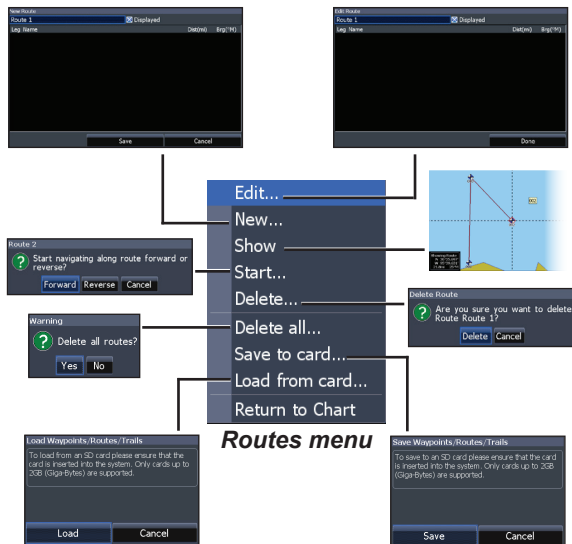 New Route
Route 1
Displayed
Leg Name Dist(mi) Brg(°M)
Save Cancel
Edit Route
Route 1
Displayed
Leg Name Dist(mi) Brg(°M)
Done
Edit...
New...
Show
Start...
Delete...
Delete all...
Save to card...
Load from card...
Return to Chart
Routes menu
Route 2
Start navigating along route forward or
reverse?
Forward Reverse Cancel
Warning
Delete all routes?
Yes No
Delete Route
Are you sure you want to delete
Route Route 1?
Delete Cancel
Load Waypoints/Routes/Trails
To load from an SD card please ensure that the
card is inserted into the system. Only cards up to
2GB (Giga-Bytes) are supported.
Load Cancel
Save Waypoints/Routes/Trails
To save to an SD card please ensure that the card
is inserted into the system. Only cards up to 2GB
(Giga-Bytes) are supported.
Save Cancel